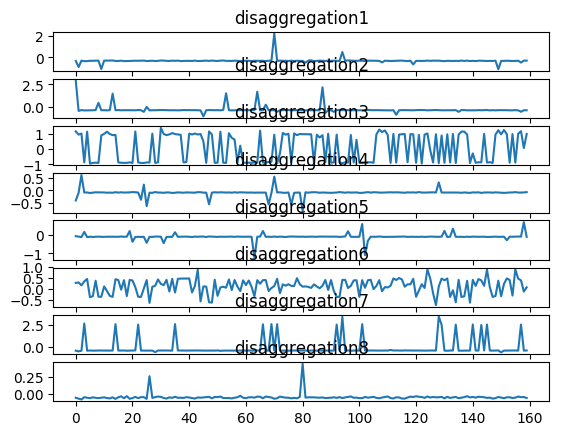 disaggregation1
2
0
disaggregation2
2.5
0.0
disaggregation3
1
0
−1
disaggregation4
0.5
0.0
−0.5
disaggregation5
0
−1
disaggregation6
1.0
0.5
0.0
−0.5
disaggregation7
2.5
0.0
disaggregation8
0.25
0.00
0 20 40 60 80 100 120 140 160